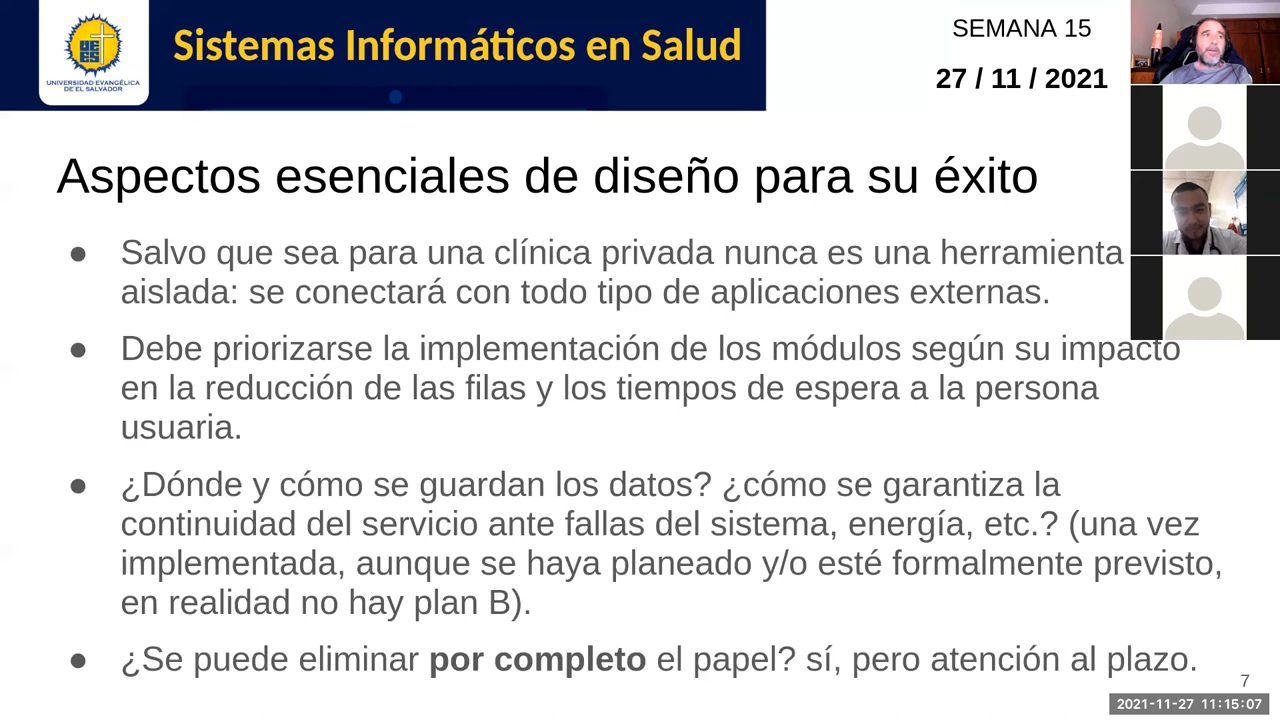 Sistemas Informáticos en Salud
UEES
UNIVERSIDAD EVANGÉLICA
DE EL SALVADOR
SEMANA 15
27 / 11 / 2021
Aspectos esenciales de diseño para su éxito
● Salvo que sea para una clínica privada nunca es una herramienta
aislada: se conectará con todo tipo de aplicaciones externas.
● Debe priorizarse la implementación de los módulos según su impacto
en la reducción de las filas y los tiempos de espera a la persona
usuaria.
● ¿Dónde y cómo se guardan los datos? ¿cómo se garantiza la
continuidad del servicio ante fallas del sistema, energía, etc.? (una vez
implementada, aunque se haya planeado y/o esté formalmente previsto,
en realidad no hay plan B).
● ¿Se puede eliminar por completo el papel? sí, pero atención al plazo.
7
2021-11-27 11:15:07